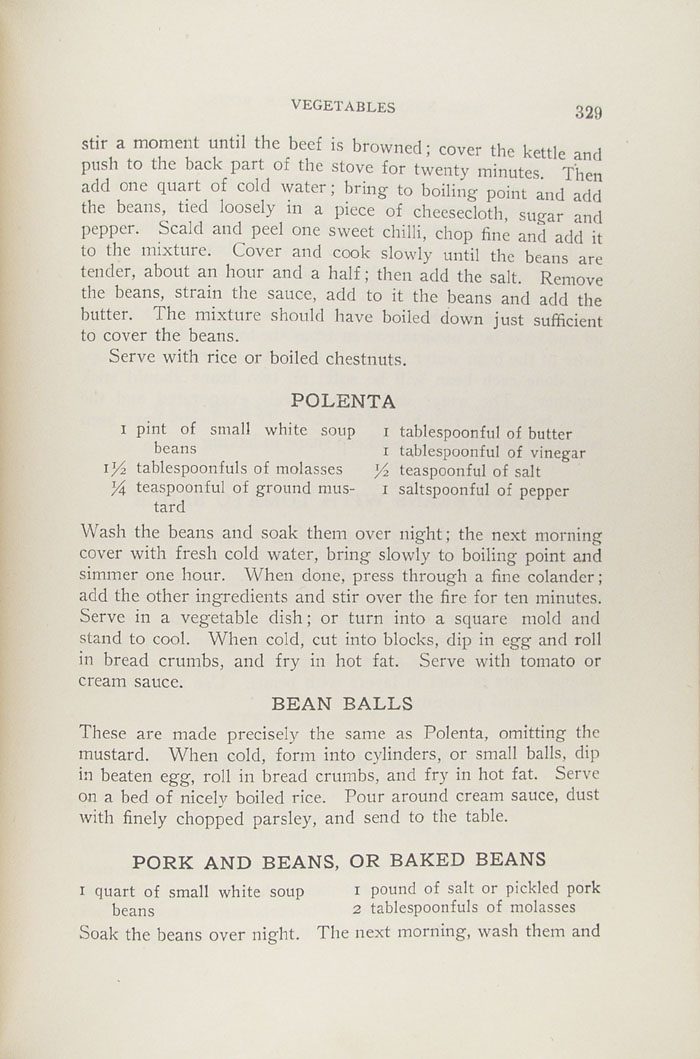 VEGETABLES 329
stir a moment until the beef is browned; cover the kettle and
push to the back part of the stove for twenty minutes. Then
add one quart of cold water; bring to boiling point and add
the beans, tied loosely in a piece of cheesecloth, sugar and
pepper. Scald and peel one sweet chilli, chop fine and add it
to the mixture. Cover and cook slowly until the beans are
tender, about an hour and a half; then add the salt. Remove
the beans, strain the sauce, add to it the beans and add the
butter. The mixture should have boiled down just sufficient
to cover the beans.
Serve with rice or boiled chestnuts.
POLENTA
1 pint of small white soup
beans
1½ tablespoonfuls of molasses
¼ teaspoonful of ground mus-
tard
1 tablespoonful of butter
1 tablespoonful of vinegar
½ teaspoonful of salt
1 saltspoonful of pepper
Wash the beans and soak them over night; the next morning
cover with fresh cold water, bring slowly to boiling point and
simmer one hour. When done, press through a fine colander;
add the other ingredients and stir over the fire for ten minutes.
Serve in a vegetable dish; or turn into a square mold and
stand to cool. When cold, cut into blocks, dip in egg and roll
in bread crumbs, and fry in hot fat. Serve with tomato or
cream sauce.
BEAN BALLS
These are made precisely the same as Polenta, omitting the
mustard. When cold, form into cylinders, or small balls, dip
in beaten egg, roll in bread crumbs, and fry in hot fat. Serve
on a bed of nicely boiled rice. Pour around cream sauce, dust
with finely chopped parsley, and send to the table.
PORK AND BEANS, OR BAKED BEANS
1 quart of small white soup
beans
1 pound of salt or pickled pork
2 tablespoonfuls of molasses
Soak the beans over night. The next morning, wash them and